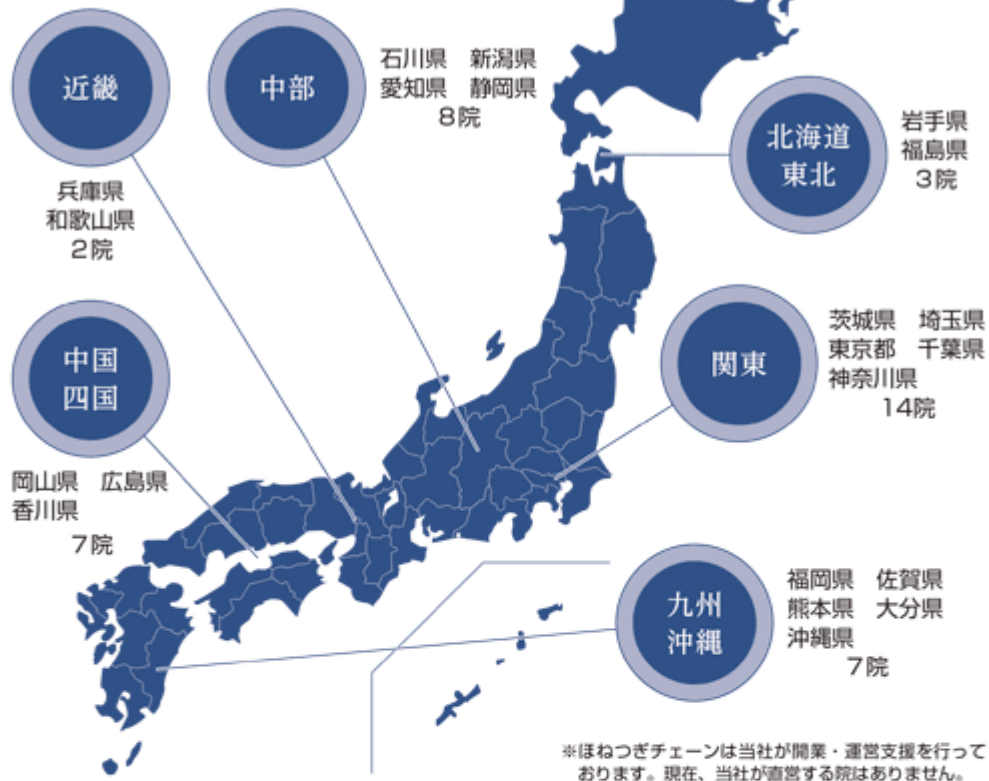 近畿
兵庫県
和歌山県
2院
中部
石川県　新潟県
愛知県　静岡県
8院
北海道
東北
岩手県
福島県
3院
関東
茨城県　埼玉県
東京都　千葉県
神奈川県
14院
中国
四国
岡山県　広島県
香川県
7院
九州
沖縄
福岡県　佐賀県
熊本県　大分県
沖縄県
7院
※ほねつぎチェーンは当社が開業・運営支援を行って
おります。現在、当社が直営する院はありません。